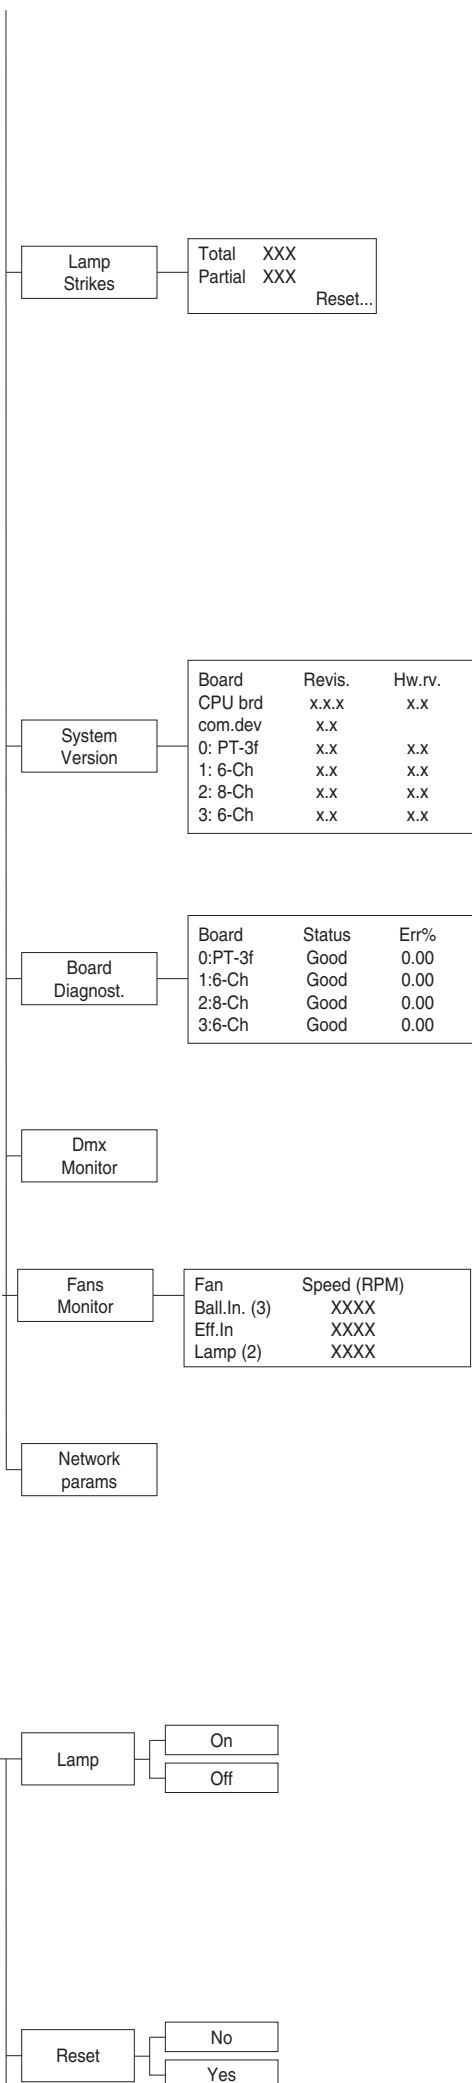 Lamp
Strikes
Total XXX
Partial XXX
Reset...
System
Version
Board Revis. Hw.rv.
CPU brd x.x.x x.x
com.dev x.x
0: PT-3f x.x x.x
1: 6-Ch x.x x.x
2: 8-Ch x.x x.x
3: 6-Ch x.x x.x
Board
Diagnost.
Board Status Err%
0:PT-3f Good 0.00
1:6-Ch Good 0.00
2:8-Ch Good 0.00
3:6-Ch Good 0.00
Dmx
Monitor
Fans
Monitor
Fan Speed (RPM)
Ball.In. (3) XXXX
Eff.In XXXX
Lamp (2) XXXX
Network
params
Lamp
On
Off
Reset
No
Yes